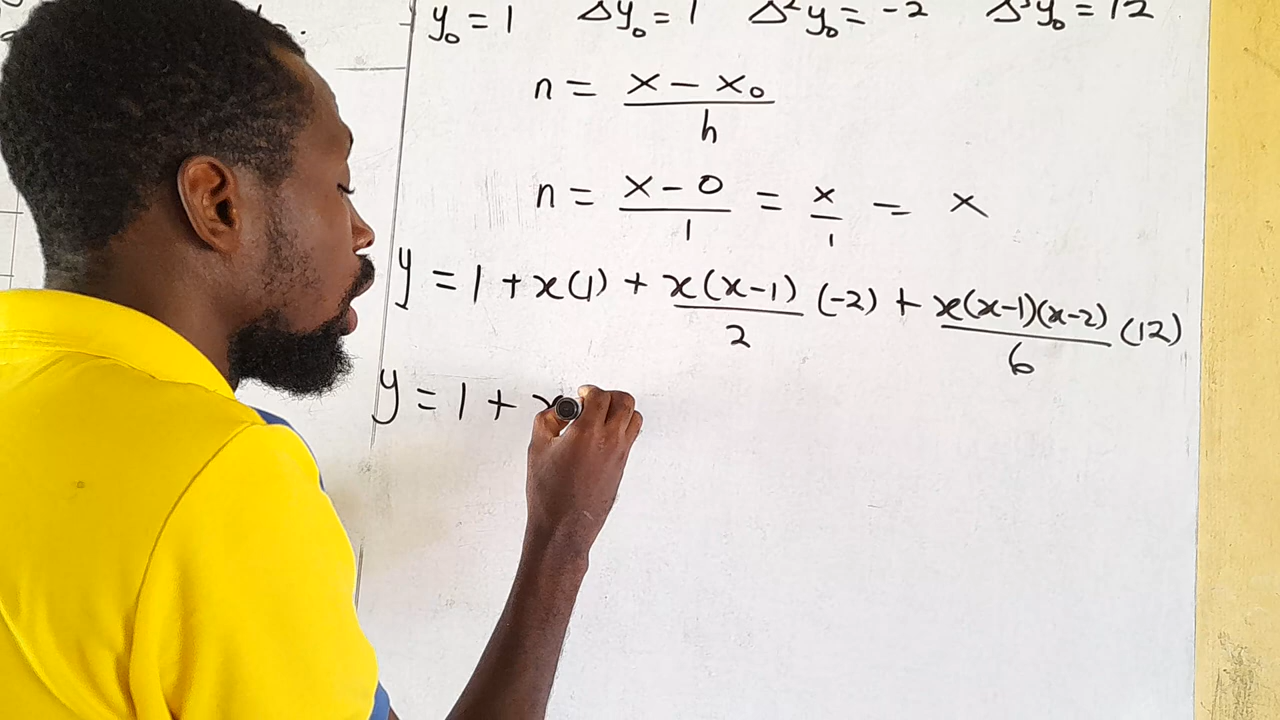 y₀ = 1   Δy₀ = 1   Δ²y₀ = -2   Δ³y₀ = 12
n = (x - x₀)/h
n = (x - 0)/1 = x/1 = x
y = 1 + x(1) + x(x-1)/2 (-2) + x(x-1)(x-2)/6 (12)
y = 1 + x